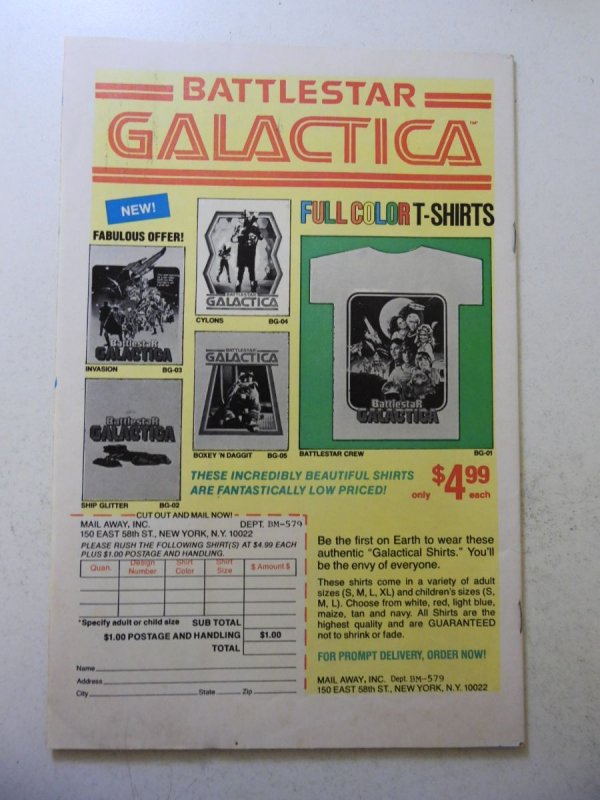 BATTLESTAR
GALACTICA™
NEW!
FABULOUS OFFER!
FULL COLOR T-SHIRTS
BattlestaR
GALACTICA
INVASION BG-03
BATTLESTAR
GALACTICA
CYLONS BG-04
BattlestaR
GALACTICA
SHIP GLITTER BG-02
BATTLESTAR
GALACTICA
BOXEY 'N DAGGIT BG-05
BattlestaR
GALACTICA
BATTLESTAR CREW BG-01
THESE INCREDIBLY BEAUTIFUL SHIRTS
ARE FANTASTICALLY LOW PRICED!
only $4.99 each
CUT OUT AND MAIL NOW!
MAIL AWAY, INC. DEPT. BM-579
150 EAST 58th ST., NEW YORK, N.Y. 10022
PLEASE RUSH THE FOLLOWING SHIRT(S) AT $4.99 EACH
PLUS $1.00 POSTAGE AND HANDLING.
Quan. Design Number Shirt Color Shirt Size $ Amount $
*Specify adult or child size SUB TOTAL
$1.00 POSTAGE AND HANDLING $1.00
TOTAL
Name
Address
City State Zip
Be the first on Earth to wear these
authentic "Galactical Shirts." You'll
be the envy of everyone.
These shirts come in a variety of adult
sizes (S, M, L, XL) and children's sizes (S,
M, L). Choose from white, red, light blue,
maize, tan and navy. All Shirts are the
highest quality and are GUARANTEED
not to shrink or fade.
FOR PROMPT DELIVERY, ORDER NOW!
MAIL AWAY, INC. Dept. BM-579
150 EAST 58th ST., NEW YORK, N.Y. 10022